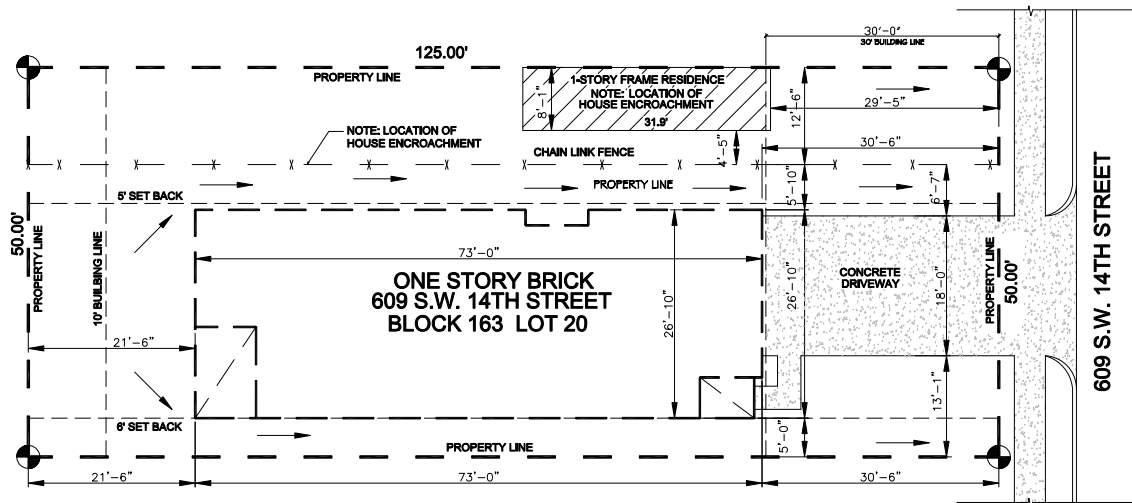 125.00'
PROPERTY LINE
30'-0"
30' BUILDING LINE
1-STORY FRAME RESIDENCE
NOTE: LOCATION OF
HOUSE ENCROACHMENT
31.9'
8'-1"
12'-6"
29'-5"
NOTE: LOCATION OF
HOUSE ENCROACHMENT
CHAIN LINK FENCE
4'-5"
30'-6"
5' SET BACK
PROPERTY LINE
5'-10"
6'-7"
50.00'
PROPERTY LINE
10' BUILDING LINE
73'-0"
ONE STORY BRICK
609 S.W. 14TH STREET
BLOCK 163 LOT 20
26'-10"
26'-10"
CONCRETE
DRIVEWAY
18'-0"
PROPERTY LINE
50.00'
609 S.W. 14TH STREET
21'-6"
13'-1"
6' SET BACK
PROPERTY LINE
5'-0"
21'-6"
73'-0"
30'-6"